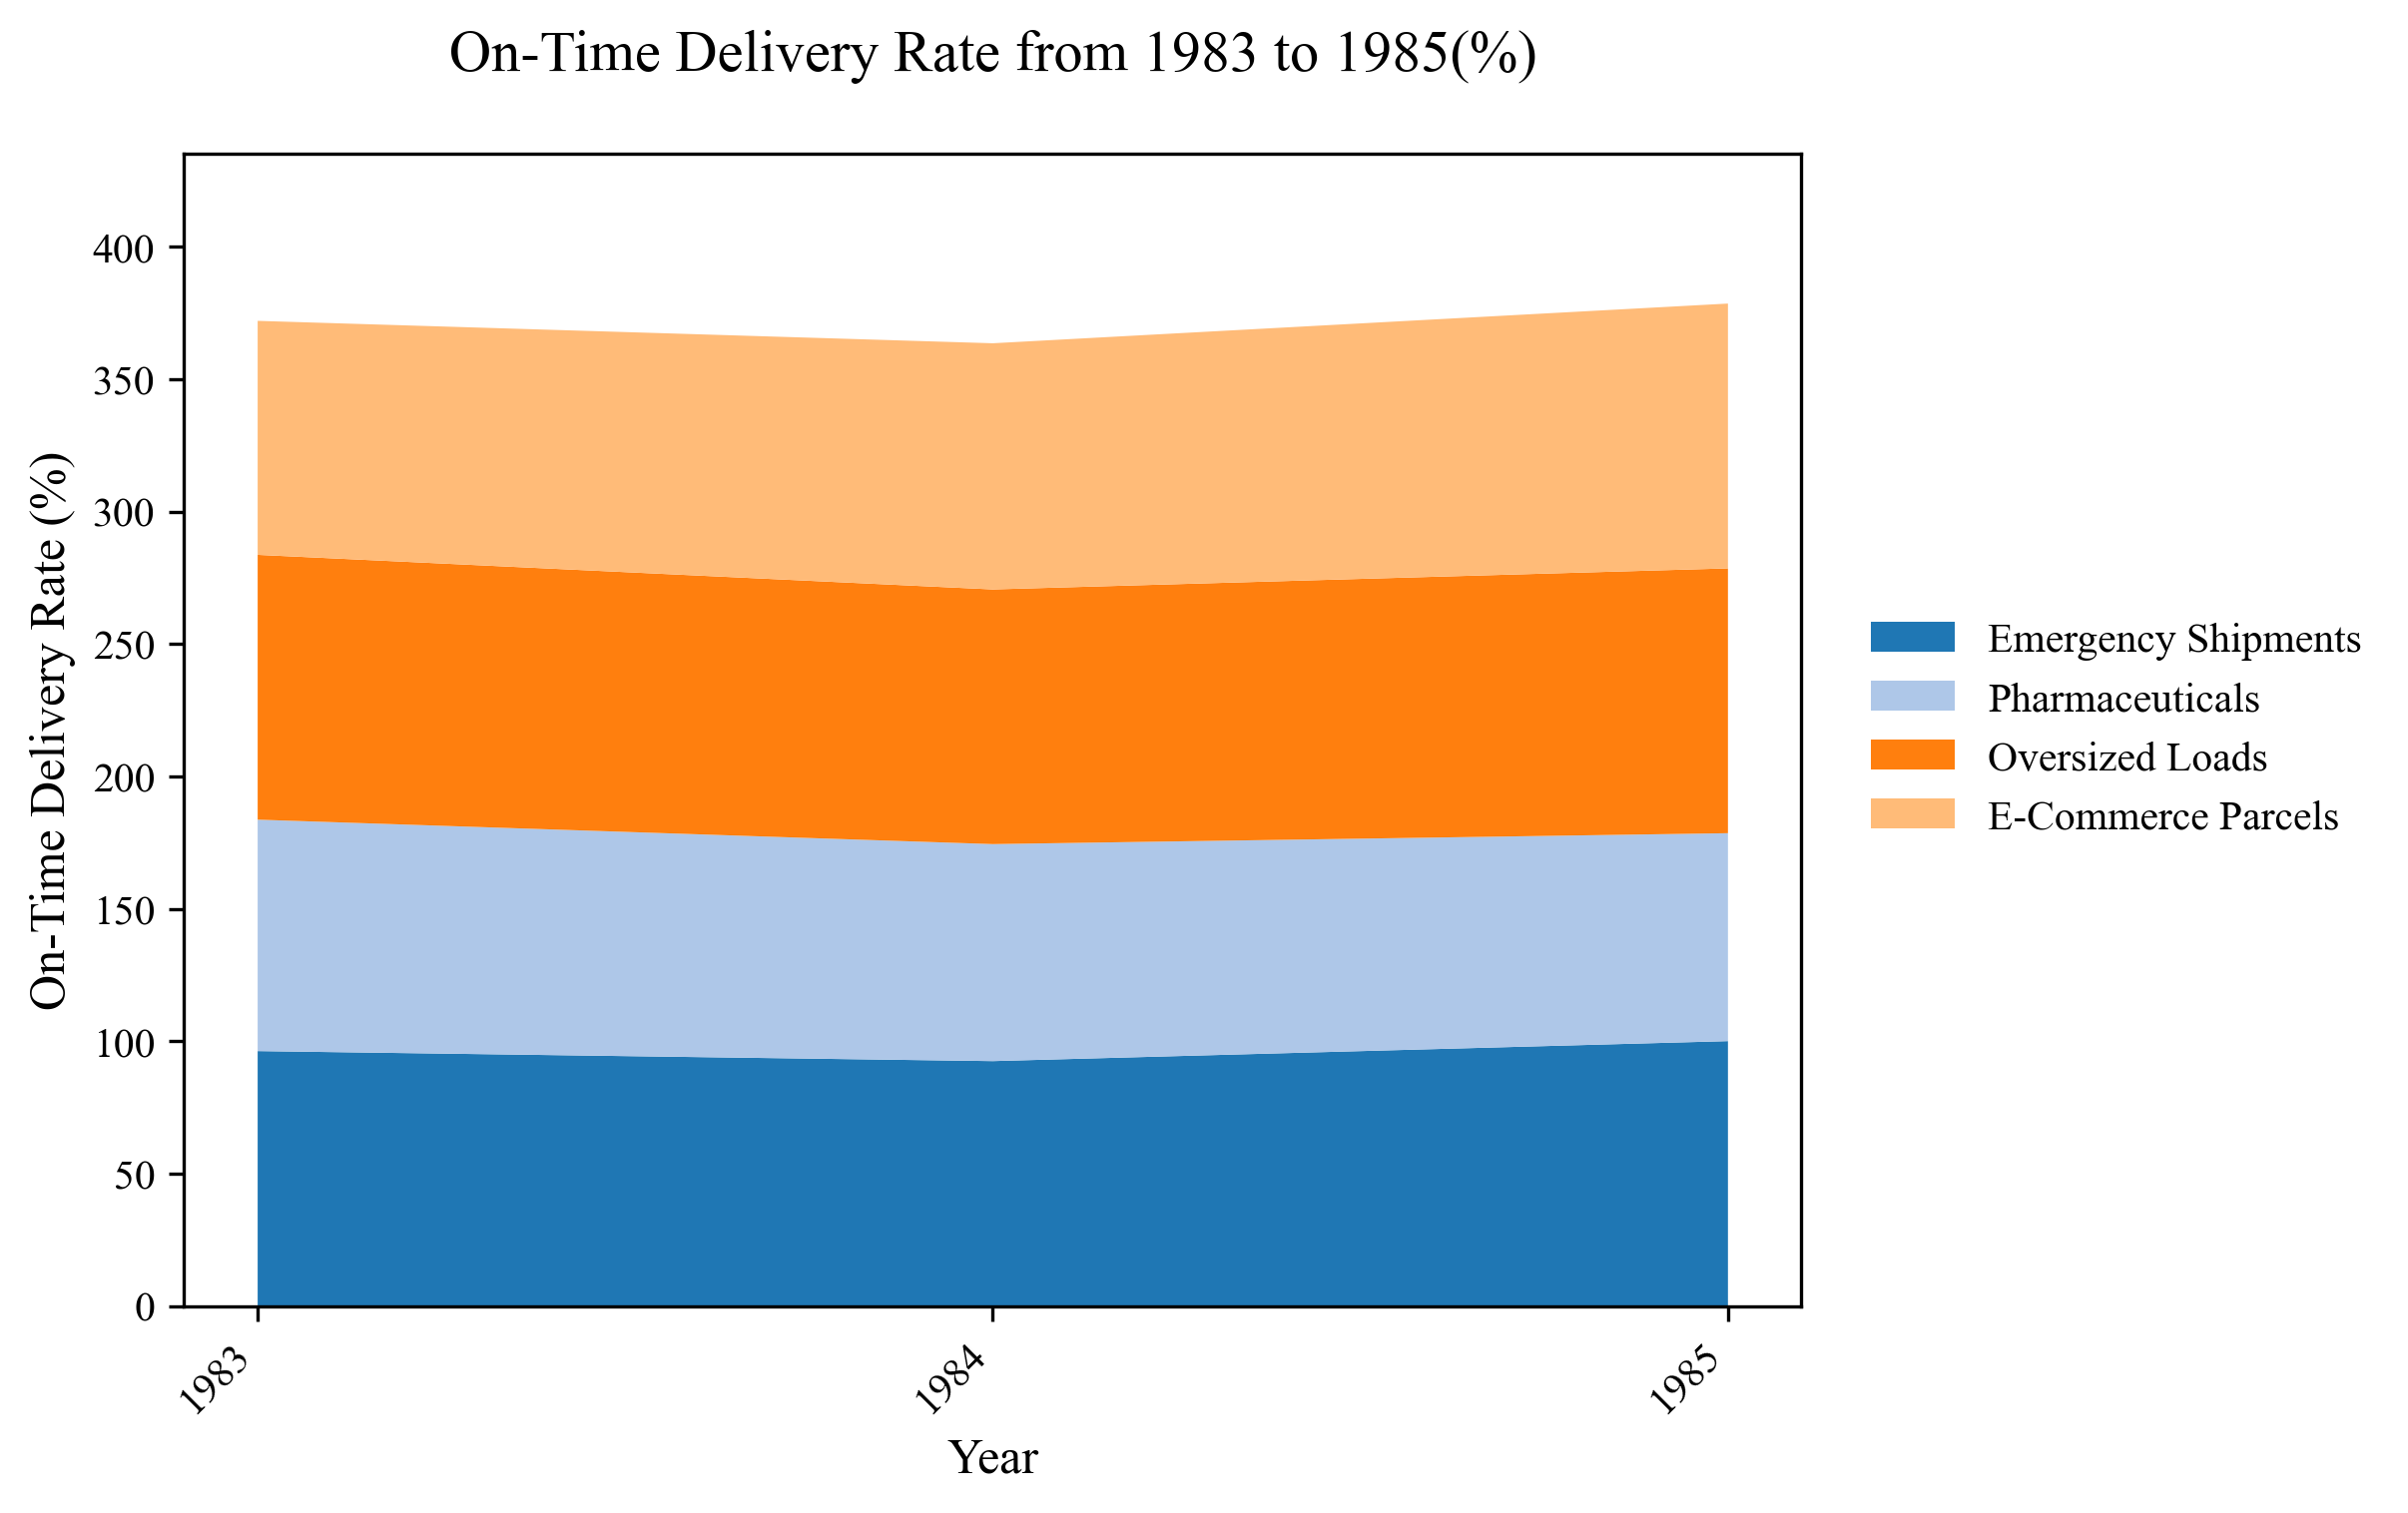 On-Time Delivery Rate from 1983 to 1985(%)
On-Time Delivery Rate (%)
400
350
300
250
200
150
100
50
0
1983
1984
1985
Year
Emergency Shipments
Pharmaceuticals
Oversized Loads
E-Commerce Parcels